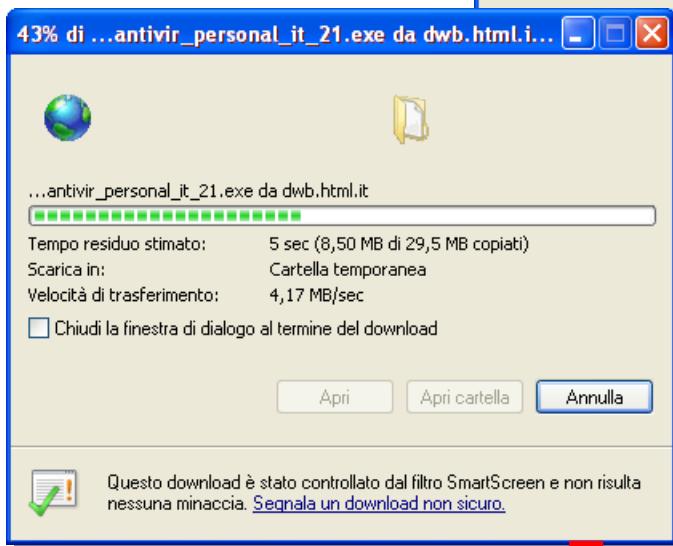 43% di ...antivir_personal_it_21.exe da dwb.html.i...
...antivir_personal_it_21.exe da dwb.html.it
Tempo residuo stimato: 5 sec (8,50 MB di 29,5 MB copiati)
Scarica in: Cartella temporanea
Velocità di trasferimento: 4,17 MB/sec
Chiudi la finestra di dialogo al termine del download
Apri Apri cartella Annulla
Questo download è stato controllato dal filtro SmartScreen e non risulta
nessuna minaccia. Segnala un download non sicuro.